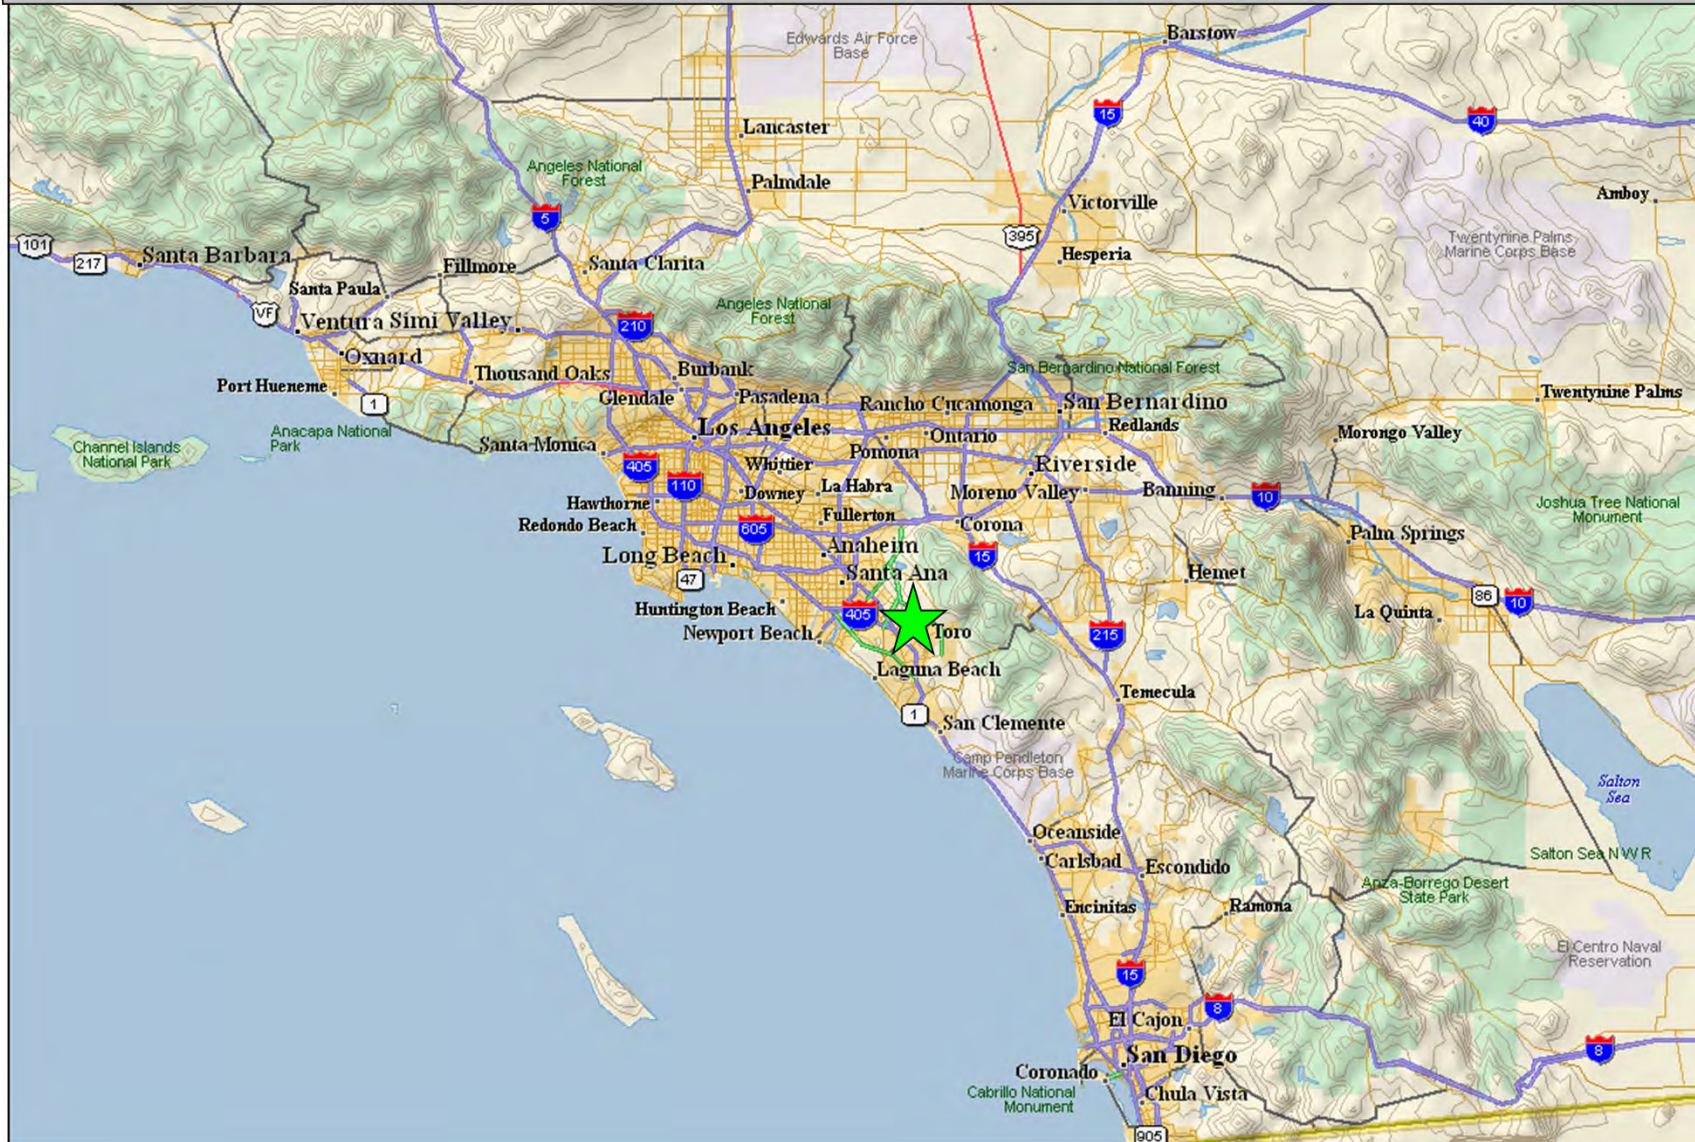 Edwards Air Force
Base
Barstow
15
40
Lancaster
Angeles National
Forest
Palmdale
Amboy
5
Victorville
101
217
Santa Barbara
395
Twentynine Palms
Marine Corps Base
Hesperia
Fillmore
Santa Clarita
Santa Paula
VF
Ventura
Simi Valley
210
Angeles National
Forest
Oxnard
Port Hueneme
1
Thousand Oaks
Burbank
Glendale
Pasadena
San Bernardino National Forest
Rancho Cucamonga
San Bernardino
Twentynine Palms
Channel Islands
National Park
Anacapa National
Park
Santa Monica
Los Angeles
Ontario
Redlands
Morongo Valley
405
Whittier
Pomona
Riverside
110
Downey
La Habra
Moreno Valley
Banning
10
Hawthorne
Redondo Beach
605
Fullerton
Corona
Joshua Tree National
Monument
Long Beach
Anaheim
15
Palm Springs
47
Santa Ana
Hemet
Huntington Beach
405
86
10
La Quinta
Newport Beach
Toro
215
Laguna Beach
Temecula
1
San Clemente
Camp Pendleton
Marine Corps Base
Salton
Sea
Oceanside
Carlsbad
Escondido
Salton Sea N W R
Anza-Borrego Desert
State Park
Encinitas
Ramona
El Centro Naval
Reservation
15
8
El Cajon
San Diego
8
Coronado
Cabrillo National
Monument
Chula Vista
905